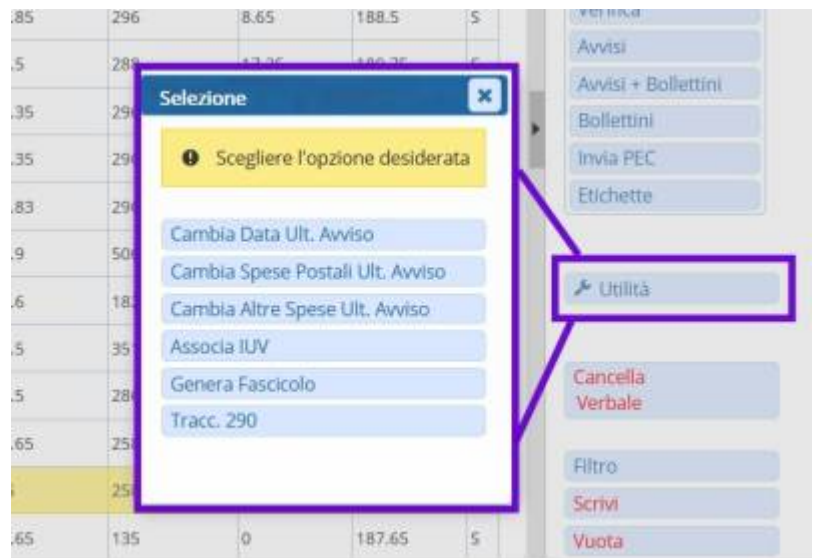 .85 296 8.65 188.5 S
.5
.35
.35
.83
.9
.6
.5
.5
.65
.65 135 0 187.65 S
Selezione
Scegliere l'opzione desiderata
Cambia Data Ult. Avviso
Cambia Spese Postali Ult. Avviso
Cambia Altre Spese Ult. Avviso
Associa IUV
Genera Fascicolo
Tracc. 290
Verifica
Avvisi
Avvisi + Bollettini
Bollettini
Invia PEC
Etichette
Utilità
Cancella
Verbale
Filtro
Scrivi
Vuota